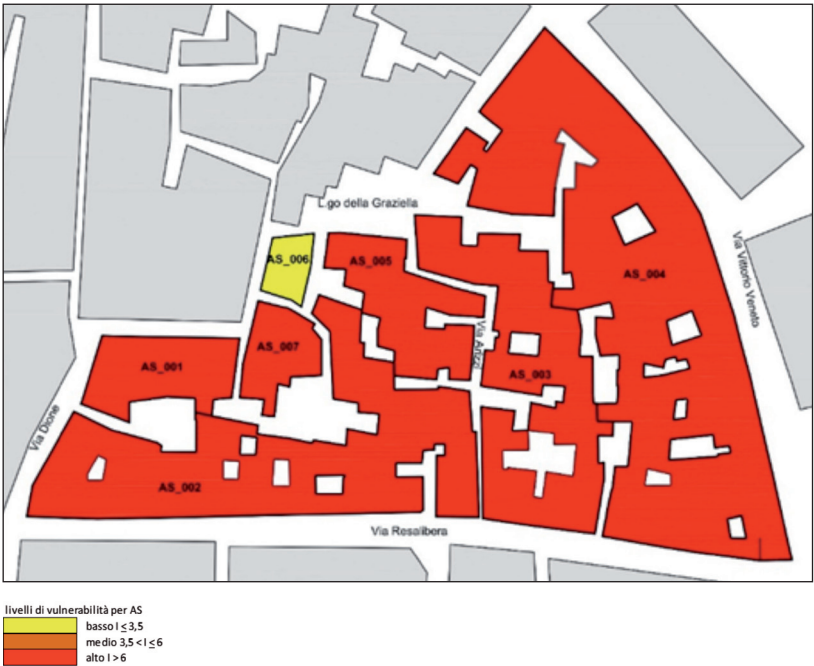 L.go della Graziella
AS_006
AS_005
AS_004
Via Vittorio Veneto
AS_007
Via Arizzi
AS_001
AS_003
Via Dione
AS_002
Via Resalibera
livelli di vulnerabilità per AS
basso I ≤ 3,5
medio 3,5 < I ≤ 6
alto I > 6